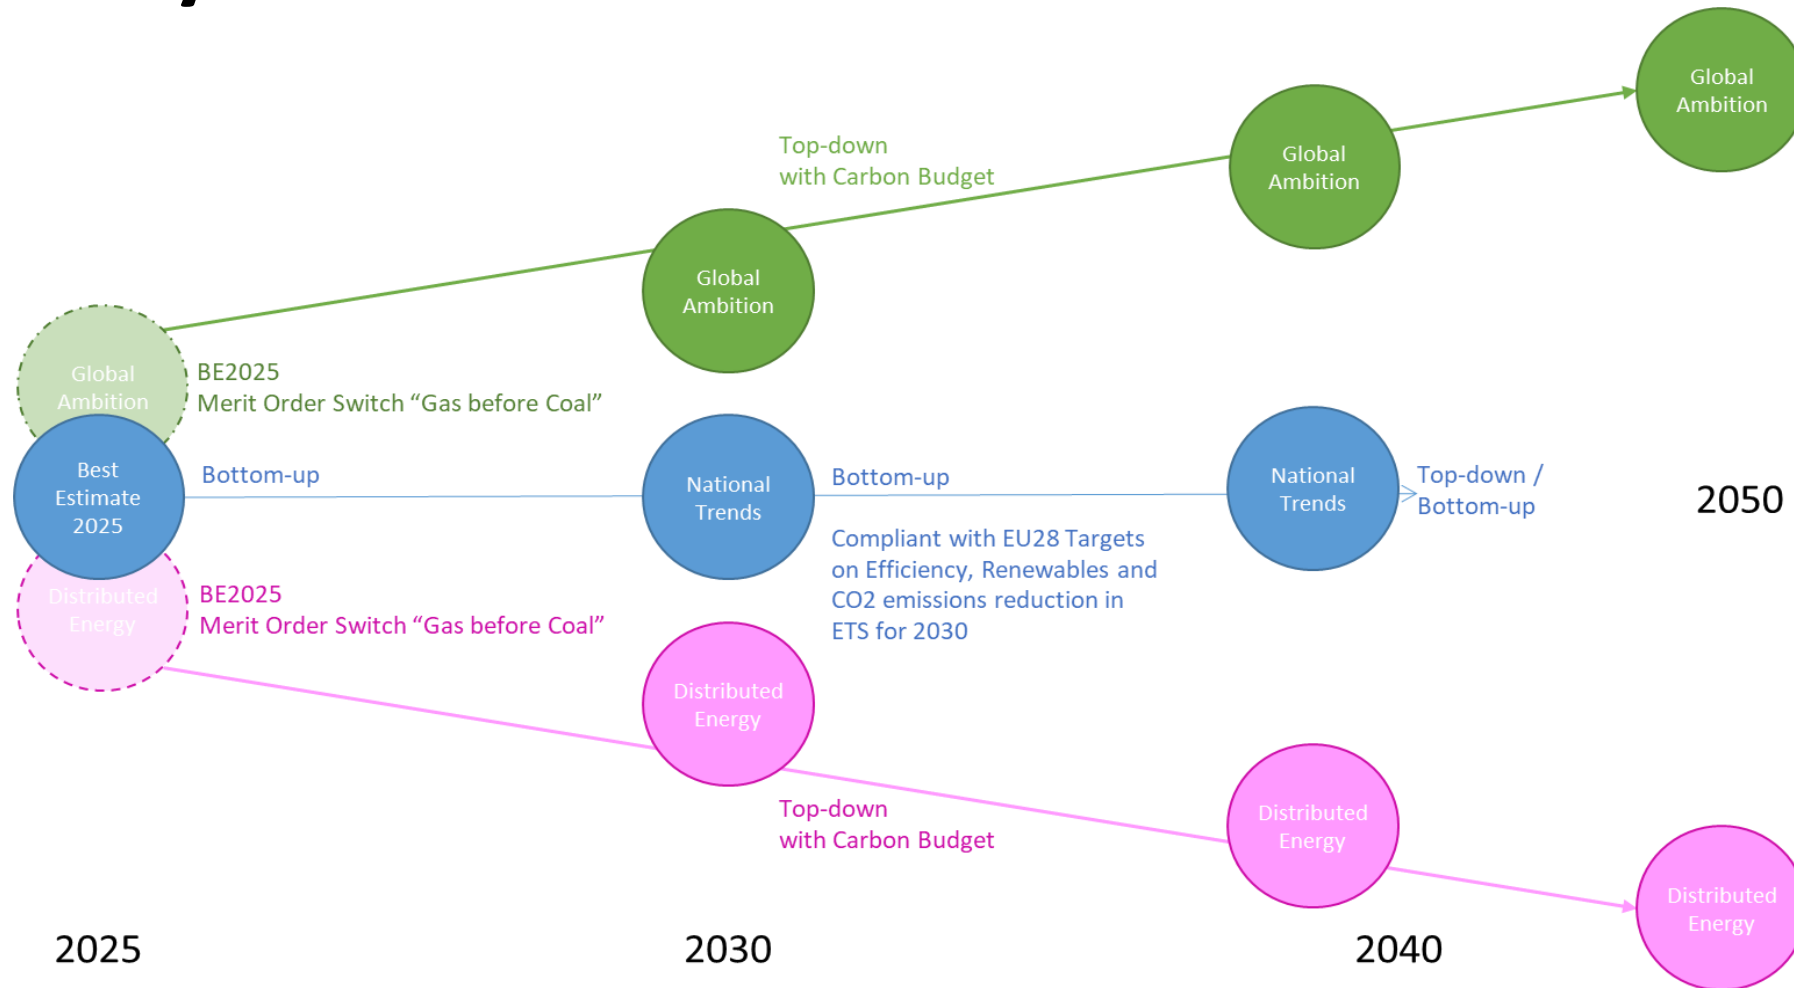 Global
Ambition
Global
Ambition
Top-down
with Carbon Budget
Global
Ambition
Global
Ambition
BE2025
Merit Order Switch “Gas before Coal”
Best
Estimate
2025
Bottom-up
National
Trends
Bottom-up
National
Trends
Top-down /
Bottom-up
2050
Compliant with EU28 Targets
on Efficiency, Renewables and
CO2 emissions reduction in
ETS for 2030
Distributed
Energy
BE2025
Merit Order Switch “Gas before Coal”
Distributed
Energy
Top-down
with Carbon Budget
Distributed
Energy
Distributed
Energy
2025
2030
2040